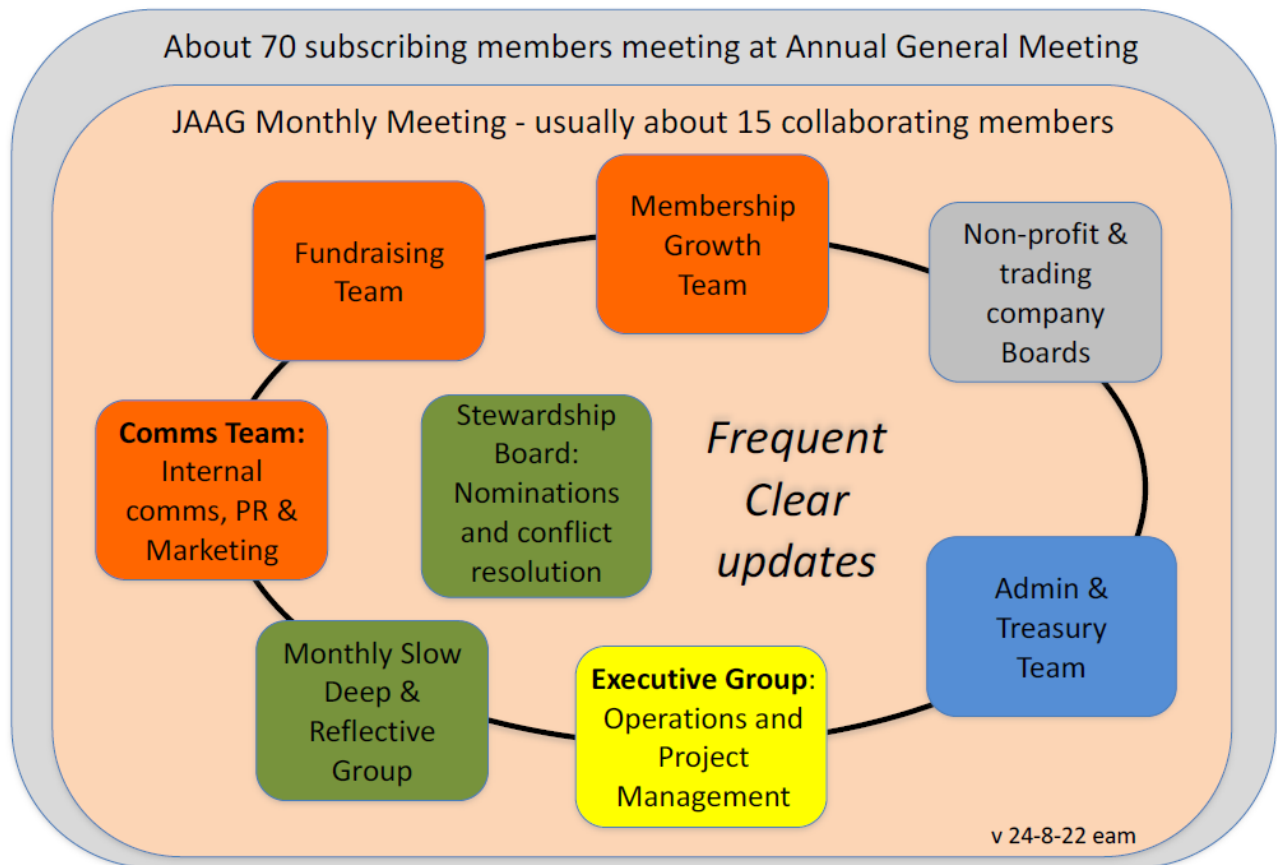 About 70 subscribing members meeting at Annual General Meeting
JAAG Monthly Meeting - usually about 15 collaborating members
Fundraising
Team
Membership
Growth
Team
Non-profit &
trading
company
Boards
Comms Team:
Internal
comms, PR &
Marketing
Stewardship
Board:
Nominations
and conflict
resolution
Frequent
Clear
updates
Admin &
Treasury
Team
Monthly Slow
Deep &
Reflective
Group
Executive Group:
Operations and
Project
Management
v 24-8-22 eam